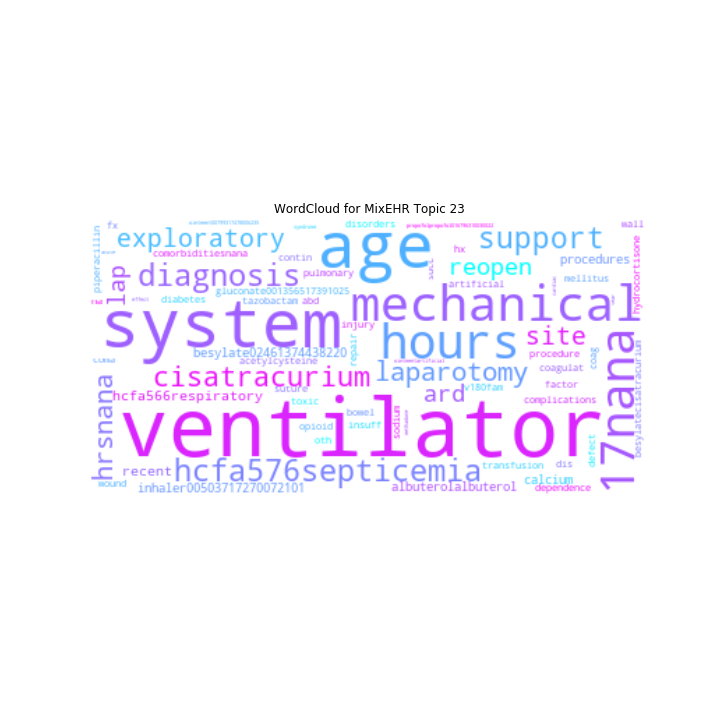 WordCloud for MixEHR Topic 23
fx
disorders
wall
exploratory
age
support
piperacillin
comorbiditiesnana
contin
hx
procedures
reopen
lap
diagnosis
pulmonary
artificial
mellitus
hydrocortisone
gluconate001356517391025
diabetes
tazobactam
abd
mechanical
system
injury
hours
site
17nana
besylate02461374438220
repair
procedure
coag
acetylcysteine
cisatracurium
laparotomy
coagulat
hrsnana
suture
v180fam
factor
hcfa566respiratory
toxic
ard
complications
besylatecisatracurium
ventilator
bowel
sodium
opioid
insuff
oth
defect
recent
hcfa576septicemia
transfusion
dis
wound
inhaler00503717270072101
albuterolalbuterol
calcium
dependence